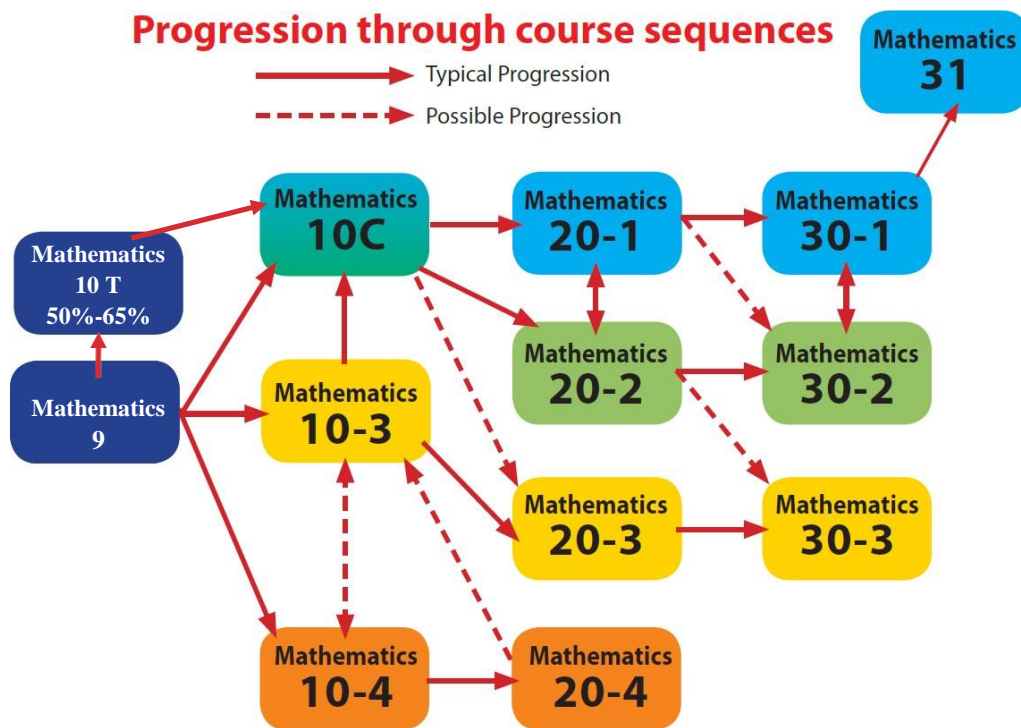 Progression through course sequences
Typical Progression
Possible Progression
Mathematics
31
Mathematics
10C
Mathematics
20-1
Mathematics
30-1
Mathematics
10 T
50%-65%
Mathematics
9
Mathematics
10-3
Mathematics
20-2
Mathematics
30-2
Mathematics
20-3
Mathematics
30-3
Mathematics
10-4
Mathematics
20-4